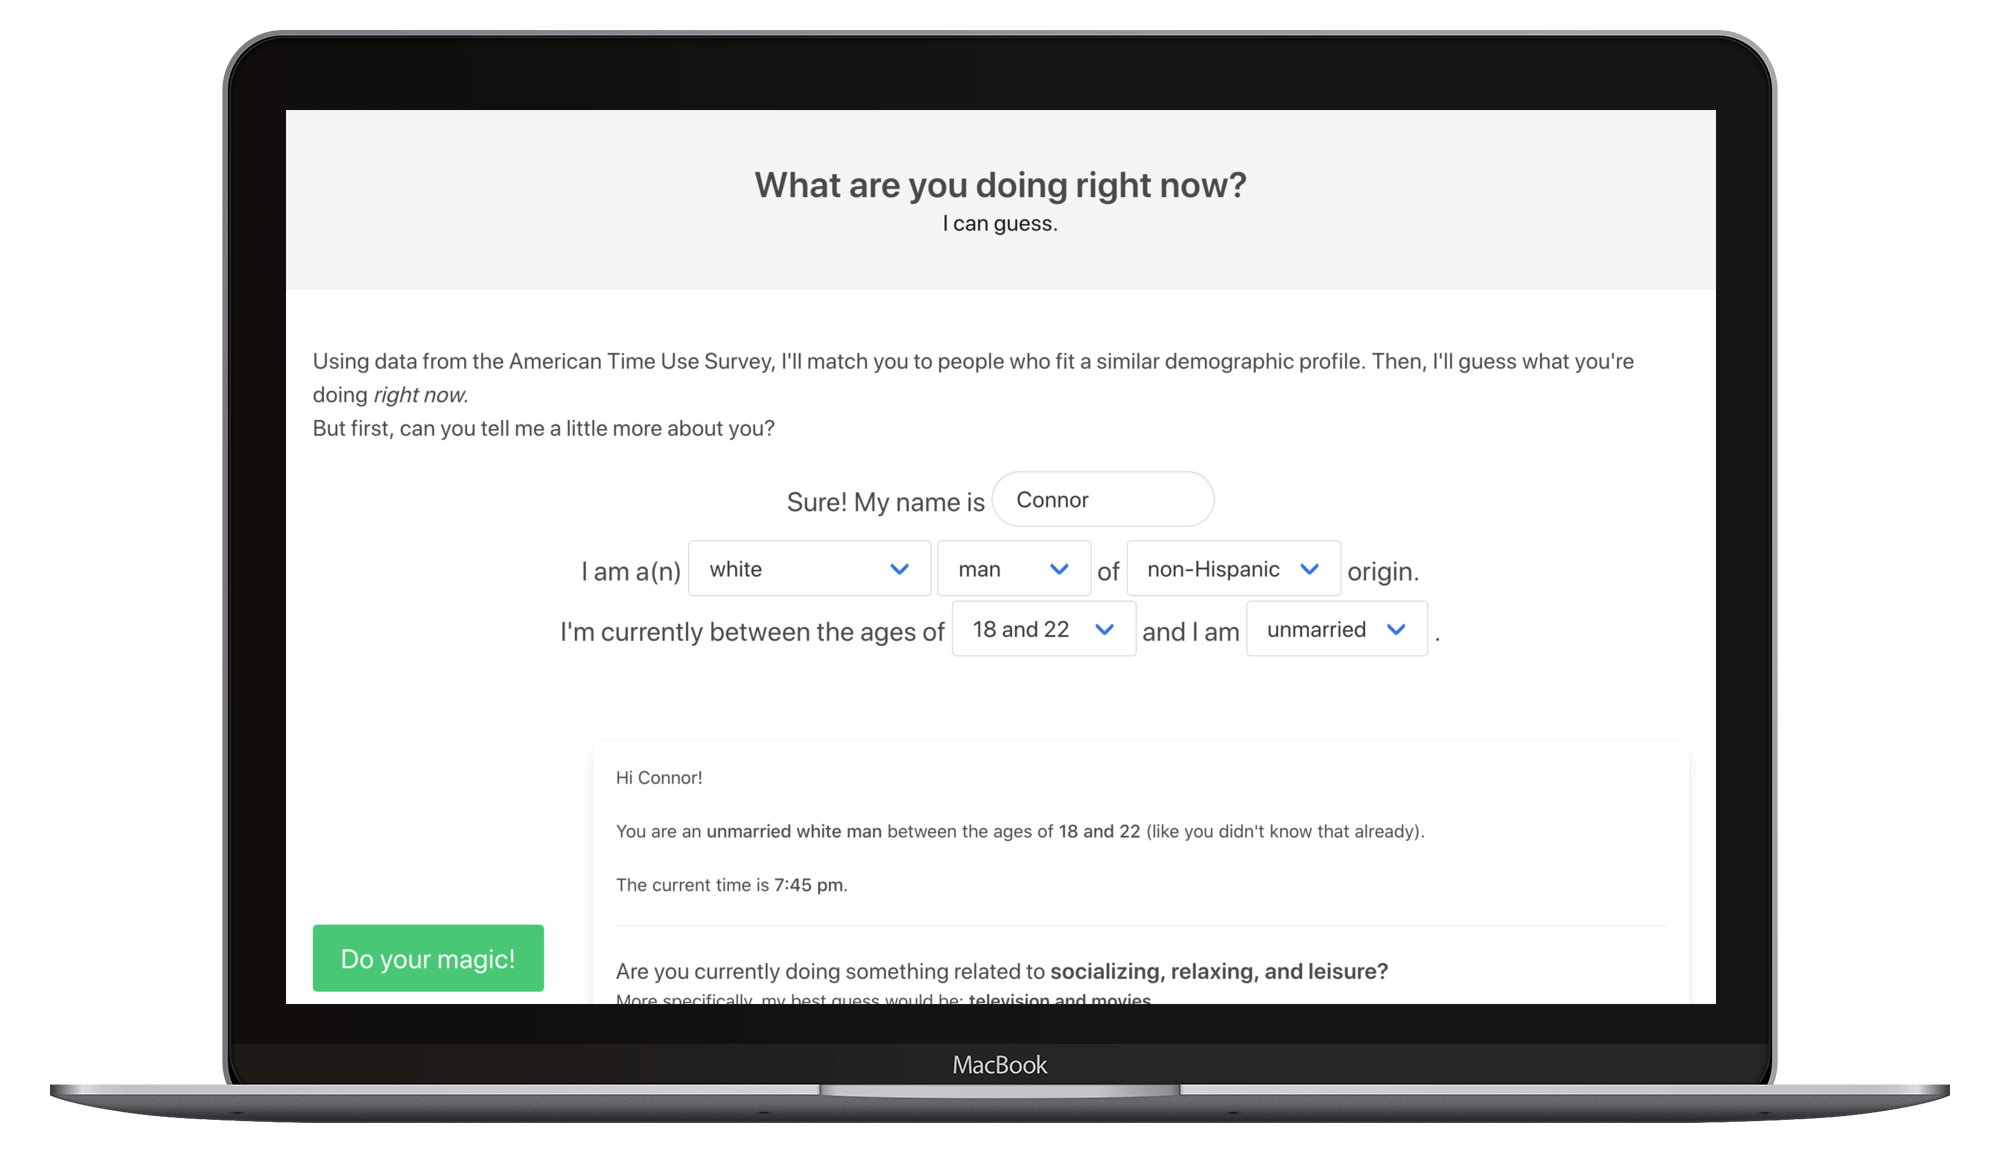 What are you doing right now?
I can guess.
Using data from the American Time Use Survey, I'll match you to people who fit a similar demographic profile. Then, I'll guess what you're
doing right now.
But first, can you tell me a little more about you?
Sure! My name is Connor
I am a(n) white man of non-Hispanic origin.
I'm currently between the ages of 18 and 22 and I am unmarried .
Hi Connor!
You are an unmarried white man between the ages of 18 and 22 (like you didn't know that already).
The current time is 7:45 pm.
Do your magic!
Are you currently doing something related to socializing, relaxing, and leisure?
More specifically, my best guess would be: television and movies
MacBook